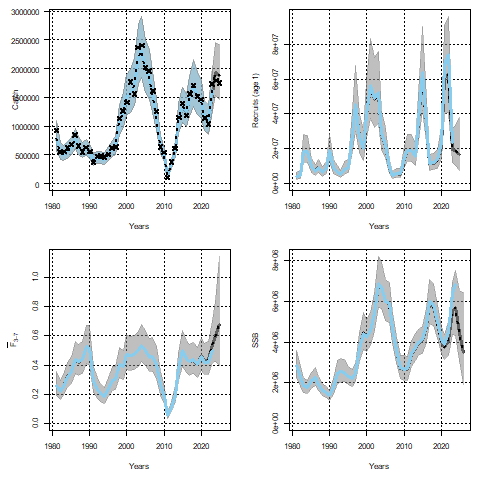 3000000
2500000
2000000
1500000
1000000
500000
0
Catch
1980 1990 2000 2010 2020
Years
8e+07
6e+07
4e+07
2e+07
0e+00
Recruits (age 1)
1980 1990 2000 2010 2020
Years
1.0
0.8
0.6
0.4
0.2
0.0
F3-7
1980 1990 2000 2010 2020
Years
8e+06
6e+06
4e+06
2e+06
0e+00
SSB
1980 1990 2000 2010 2020
Years